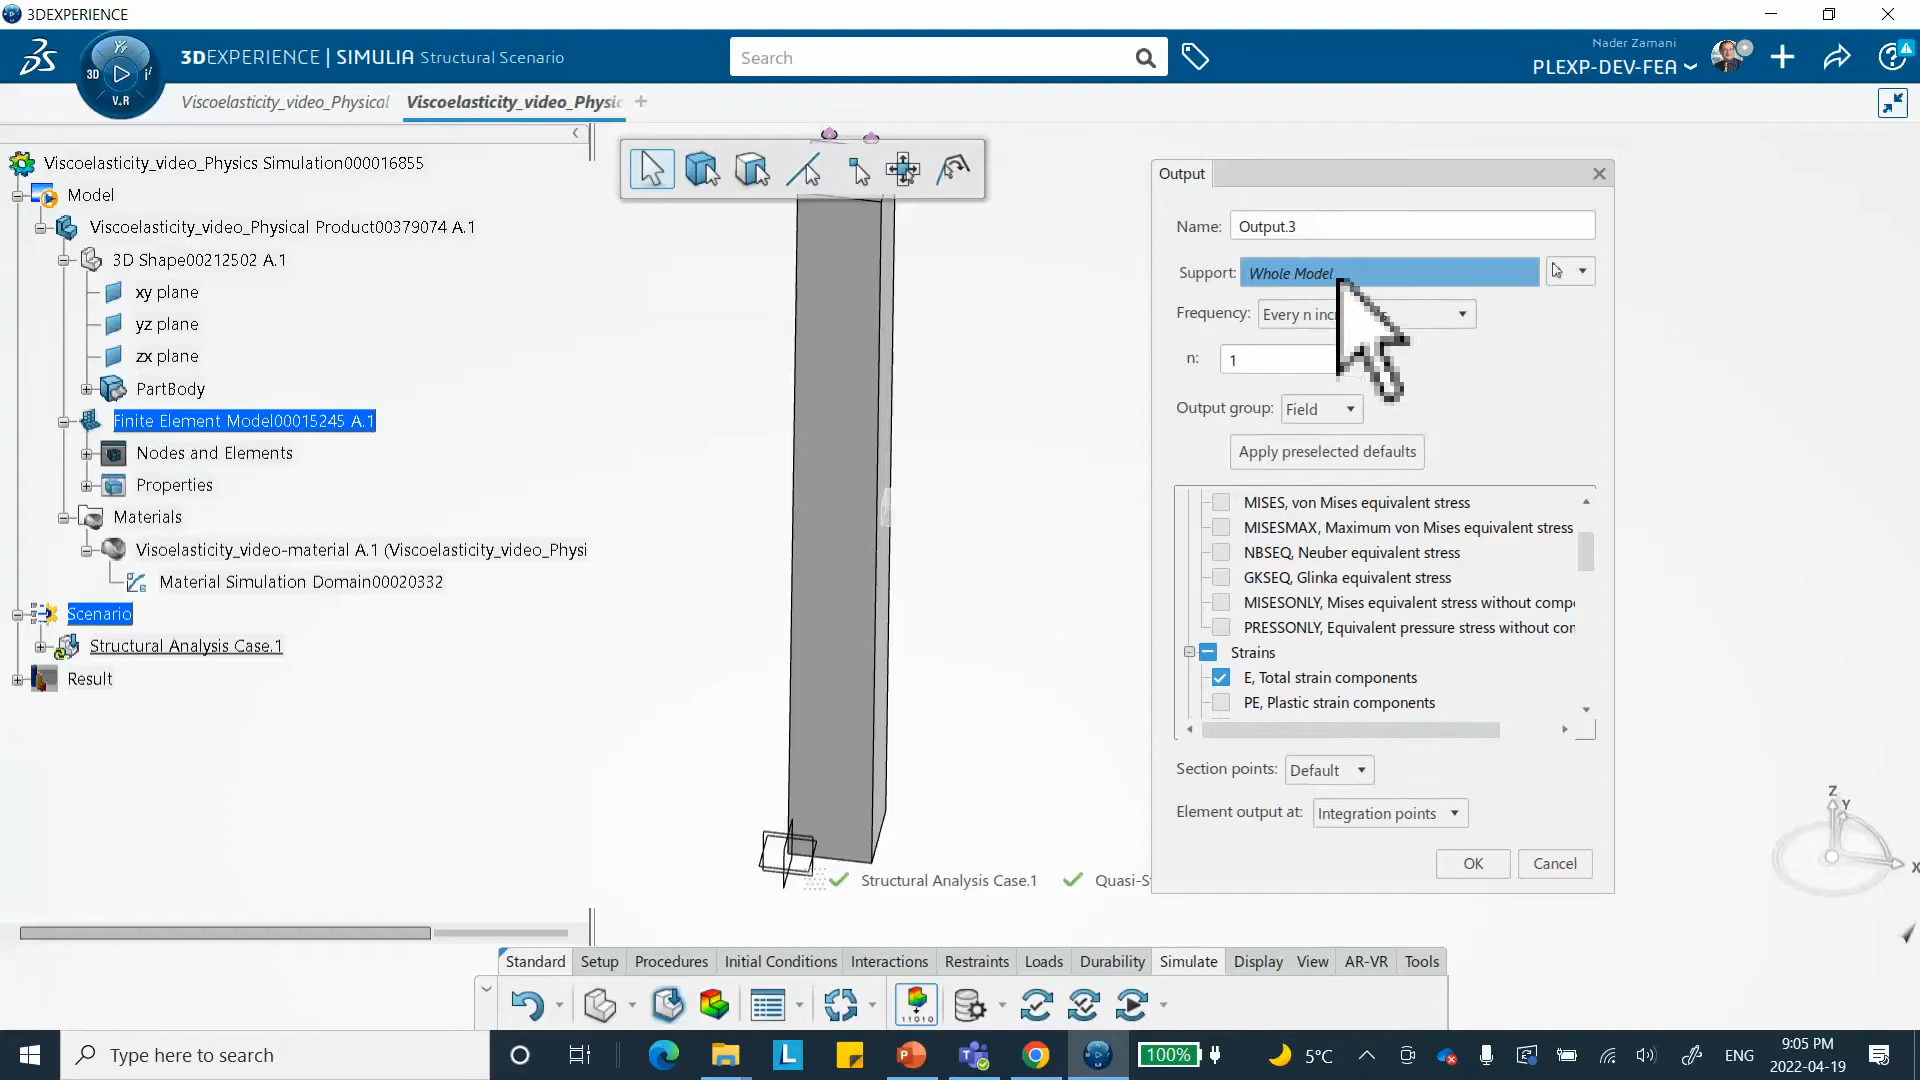 3DEXPERIENCE
3DEXPERIENCE | SIMULIA Structural Scenario
Search
Nader Zamani
PLEXP-DEV-FEA
3D
V.R
Viscoelasticity_video_Physical
Viscoelasticity_video_Physic
Viscoelasticity_video_Physics Simulation000016855
Model
Viscoelasticity_video_Physical Product00379074 A.1
3D Shape00212502 A.1
xy plane
yz plane
zx plane
PartBody
Finite Element Model00015245 A.1
Nodes and Elements
Properties
Materials
Visoelasticity_video-material A.1 (Viscoelasticity_video_Physi
Material Simulation Domain00020332
Scenario
Structural Analysis Case.1
Result
Output
Name: Output.3
Support: Whole Model
Frequency: Every n incr
n: 1
Output group: Field
Apply preselected defaults
MISES, von Mises equivalent stress
MISESMAX, Maximum von Mises equivalent stress
NBSEQ, Neuber equivalent stress
GKSEQ, Glinka equivalent stress
MISESONLY, Mises equivalent stress without compo
PRESSONLY, Equivalent pressure stress without con
Strains
E, Total strain components
PE, Plastic strain components
Section points: Default
Element output at: Integration points
OK Cancel
Structural Analysis Case.1 Quasi-S
Z
Y
X
Standard Setup Procedures Initial Conditions Interactions Restraints Loads Durability Simulate Display View AR-VR Tools
11010
Type here to search
100%
5°C
ENG
9:05 PM
2022-04-19